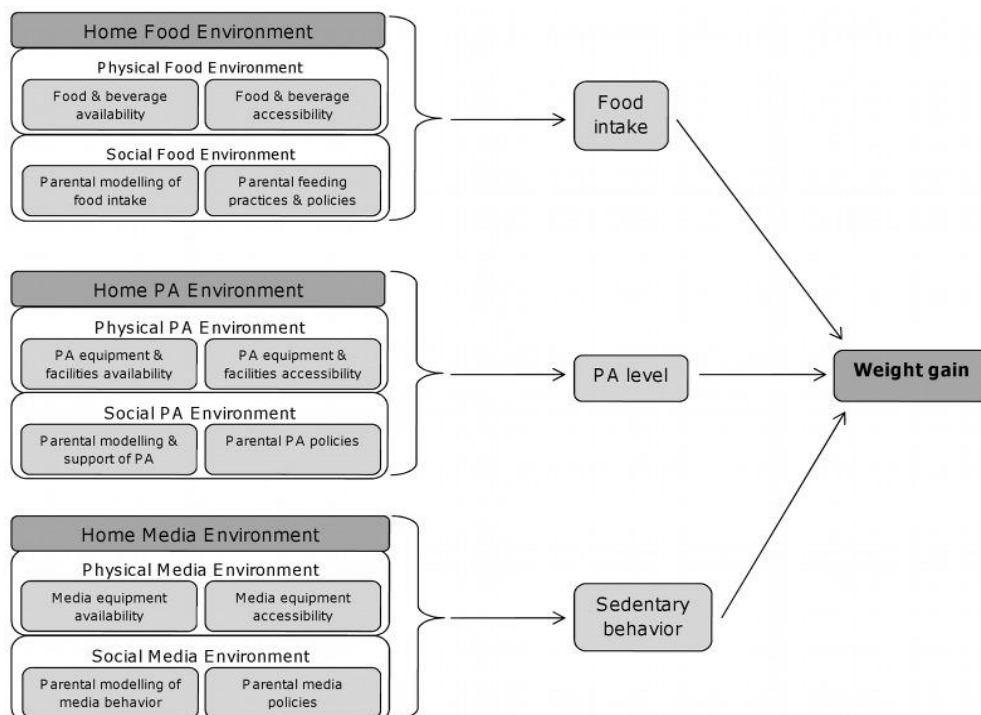 Home Food Environment
Physical Food Environment
Food & beverage
availability
Food & beverage
accessibility
Social Food Environment
Parental modelling of
food intake
Parental feeding
practices & policies
Food
intake
Home PA Environment
Physical PA Environment
PA equipment &
facilities availability
PA equipment &
facilities accessibility
Social PA Environment
Parental modelling &
support of PA
Parental PA policies
PA level
Weight gain
Home Media Environment
Physical Media Environment
Media equipment
availability
Media equipment
accessibility
Social Media Environment
Parental modelling of
media behavior
Parental media
policies
Sedentary
behavior